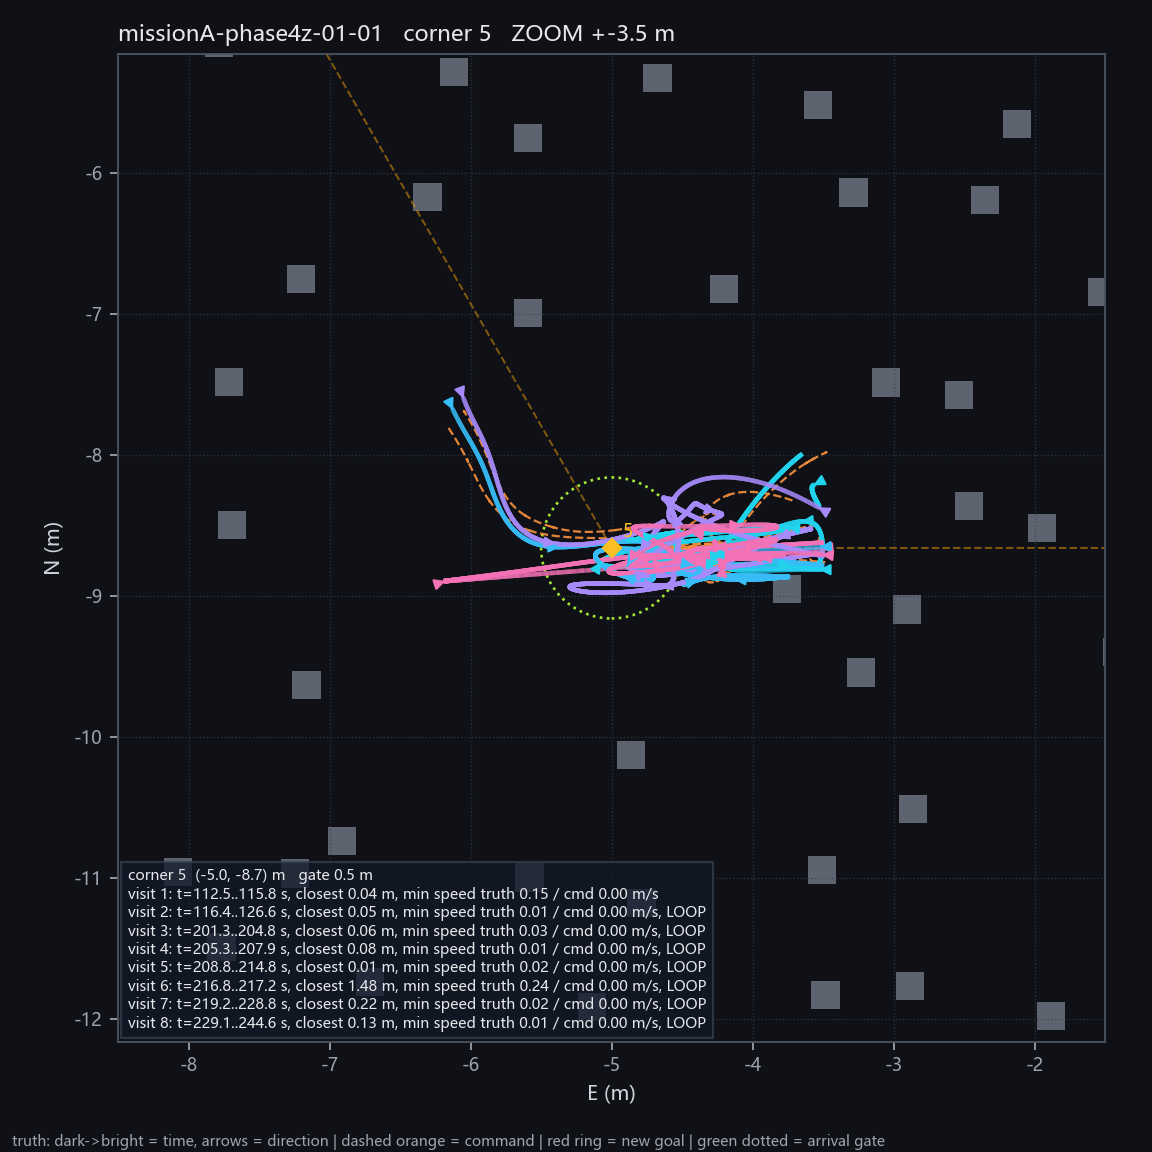 missionA-phase4z-01-01   corner 5   ZOOM +-3.5 m
-6
-7
-8
-9
-10
-11
-12
N (m)
5
corner 5  (-5.0, -8.7) m   gate 0.5 m
visit 1: t=112.5..115.8 s, closest 0.04 m, min speed truth 0.15 / cmd 0.00 m/s
visit 2: t=116.4..126.6 s, closest 0.05 m, min speed truth 0.01 / cmd 0.00 m/s, LOOP
visit 3: t=201.3..204.8 s, closest 0.06 m, min speed truth 0.03 / cmd 0.00 m/s, LOOP
visit 4: t=205.3..207.9 s, closest 0.08 m, min speed truth 0.01 / cmd 0.00 m/s, LOOP
visit 5: t=208.8..214.8 s, closest 0.01 m, min speed truth 0.02 / cmd 0.00 m/s, LOOP
visit 6: t=216.8..217.2 s, closest 1.48 m, min speed truth 0.24 / cmd 0.00 m/s, LOOP
visit 7: t=219.2..228.8 s, closest 0.22 m, min speed truth 0.02 / cmd 0.00 m/s, LOOP
visit 8: t=229.1..244.6 s, closest 0.13 m, min speed truth 0.01 / cmd 0.00 m/s, LOOP
-8 -7 -6 -5 -4 -3 -2
E (m)
truth: dark->bright = time, arrows = direction | dashed orange = command | red ring = new goal | green dotted = arrival gate